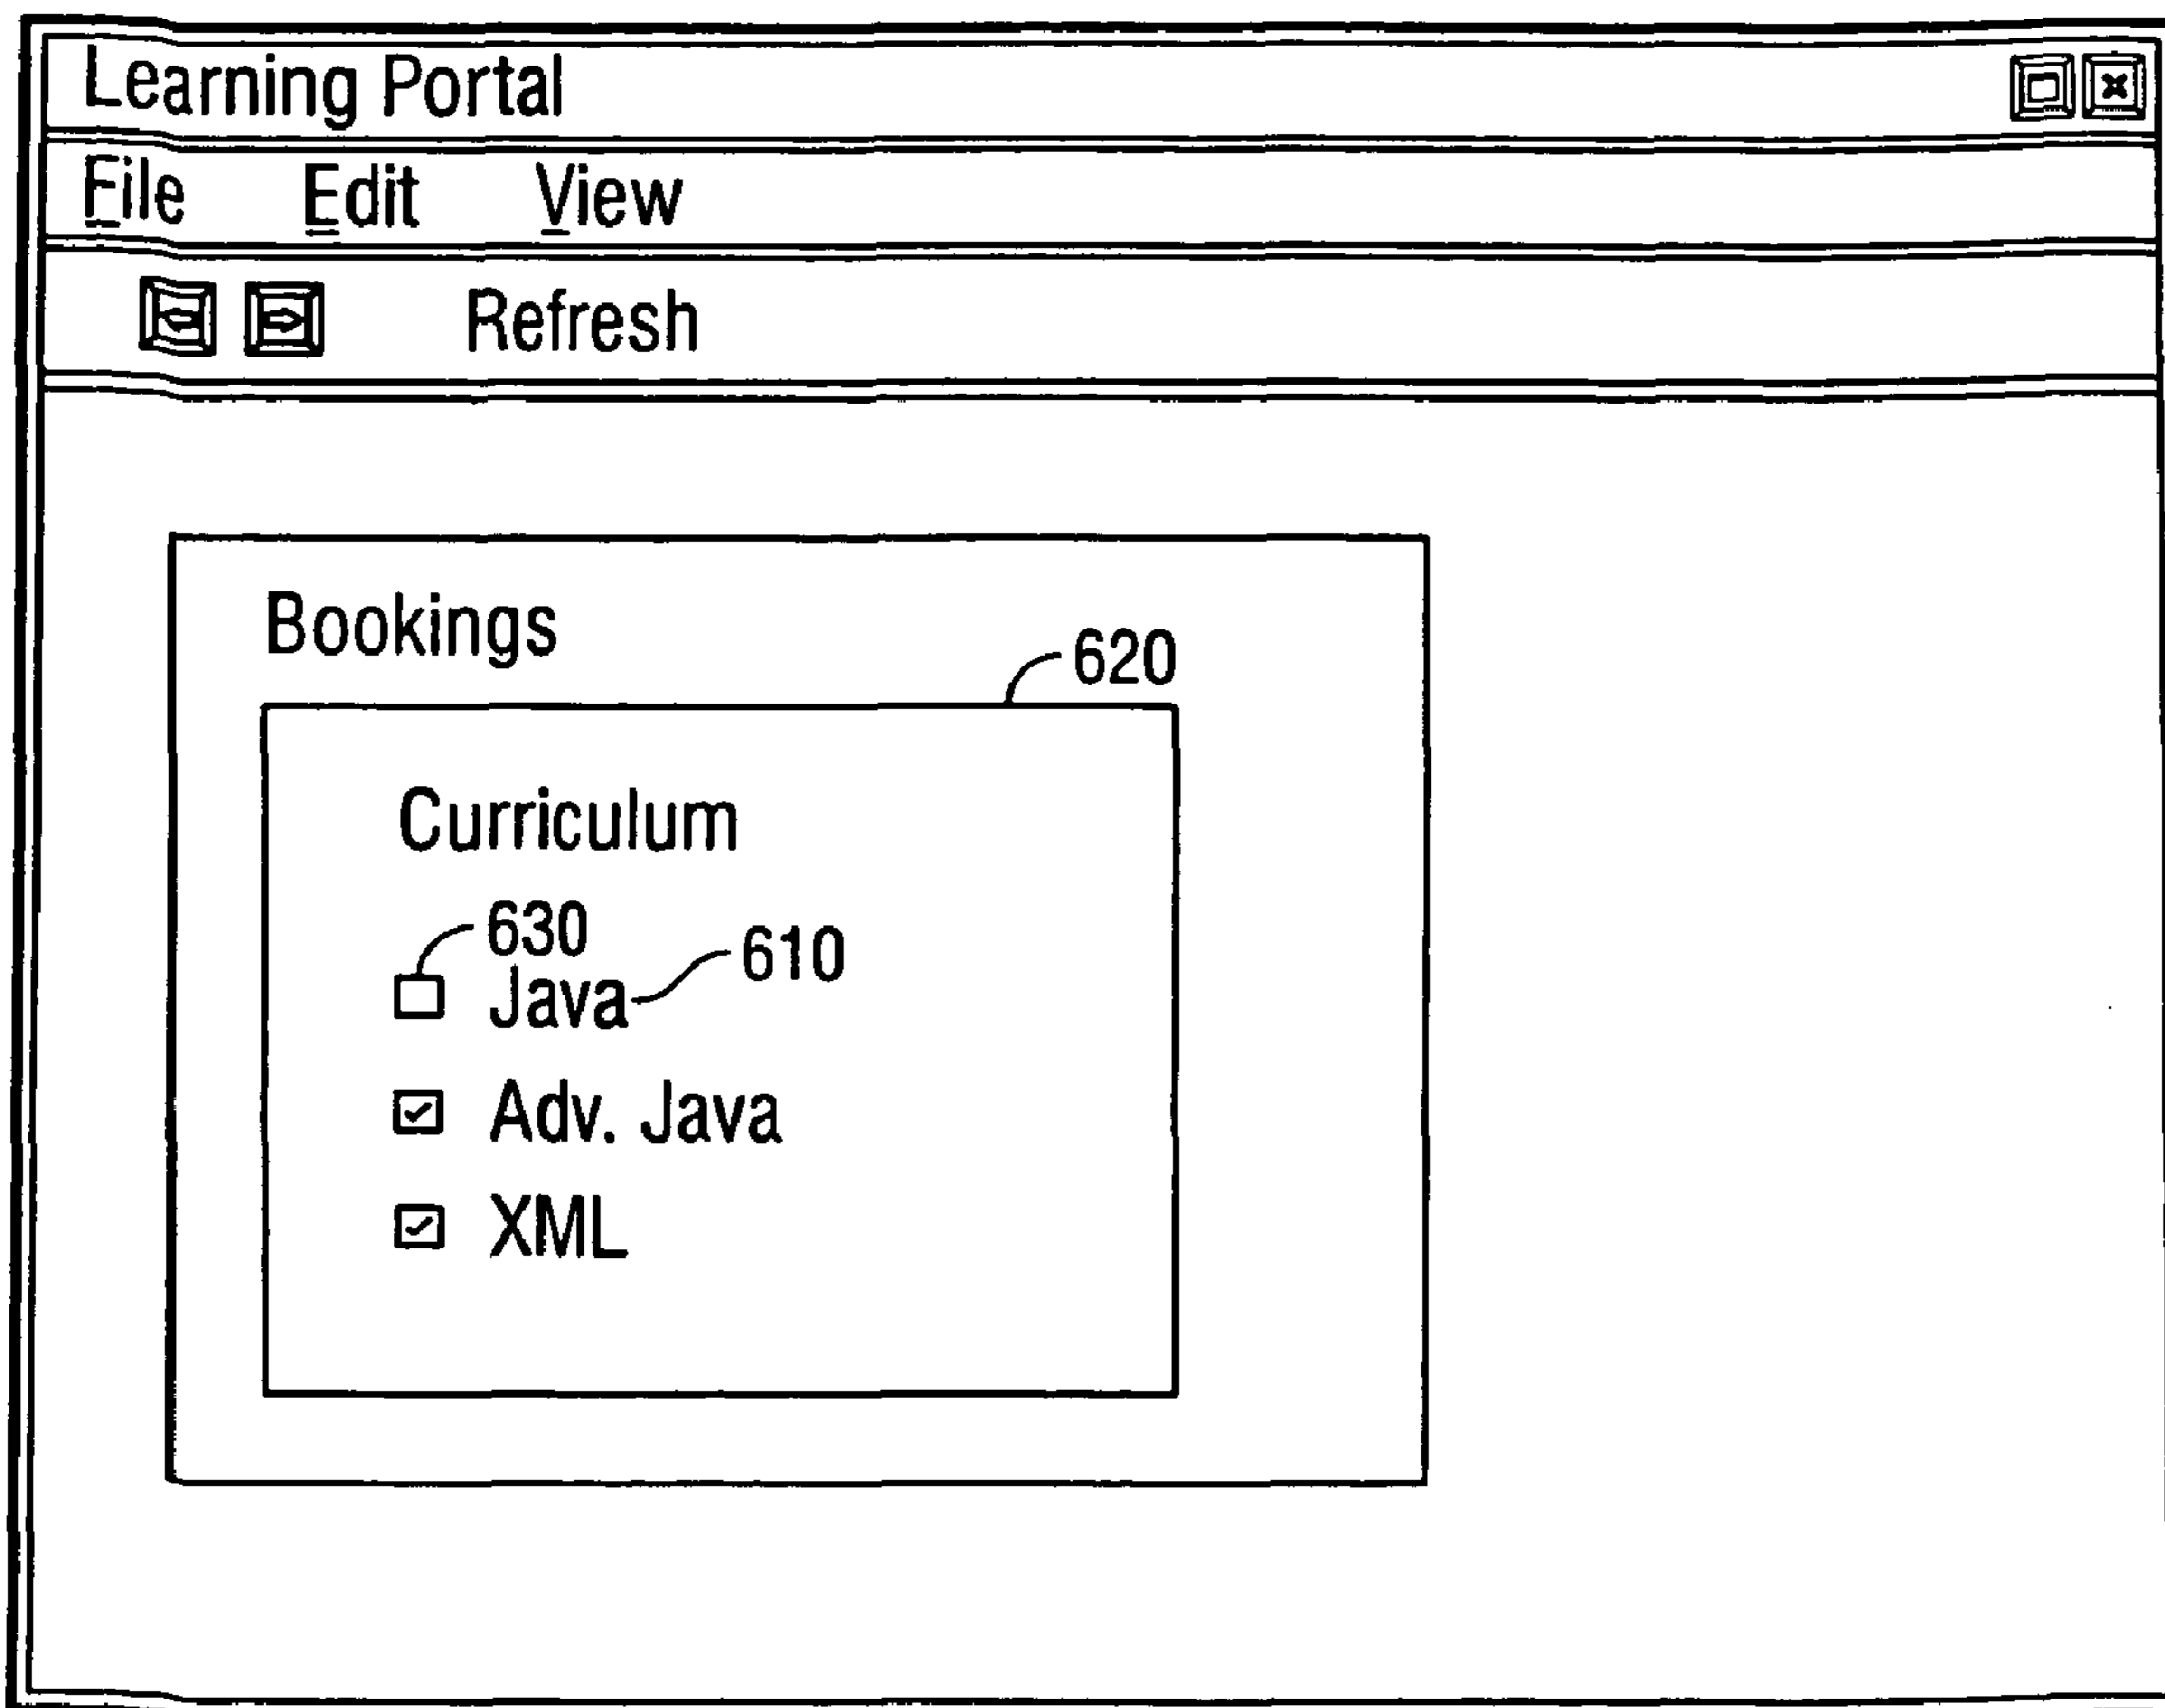 Learning Portal
File Edit View
Refresh
Bookings
620
Curriculum
630
610
Java
Adv. Java
XML